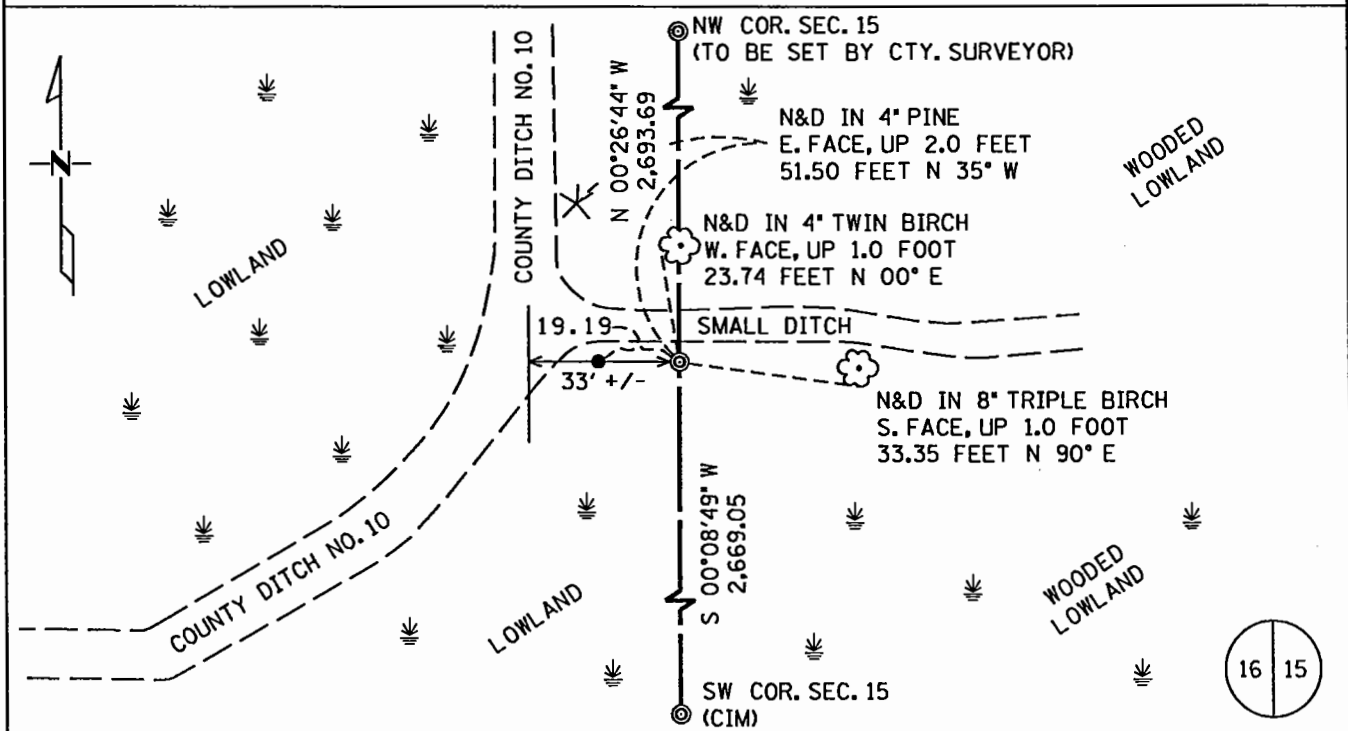 NW COR. SEC. 15
(TO BE SET BY CTY. SURVEYOR)
COUNTY DITCH NO. 10
N 00°26'44" W
2,693.69
N&D IN 4" PINE
E. FACE, UP 2.0 FEET
51.50 FEET N 35° W
WOODED
LOWLAND
N
LOWLAND
N&D IN 4" TWIN BIRCH
W. FACE, UP 1.0 FOOT
23.74 FEET N 00° E
19.19
SMALL DITCH
33' +/-
N&D IN 8" TRIPLE BIRCH
S. FACE, UP 1.0 FOOT
33.35 FEET N 90° E
S 00°08'49" W
2,669.05
COUNTY DITCH NO. 10
LOWLAND
WOODED
LOWLAND
16 15
SW COR. SEC. 15
(CIM)